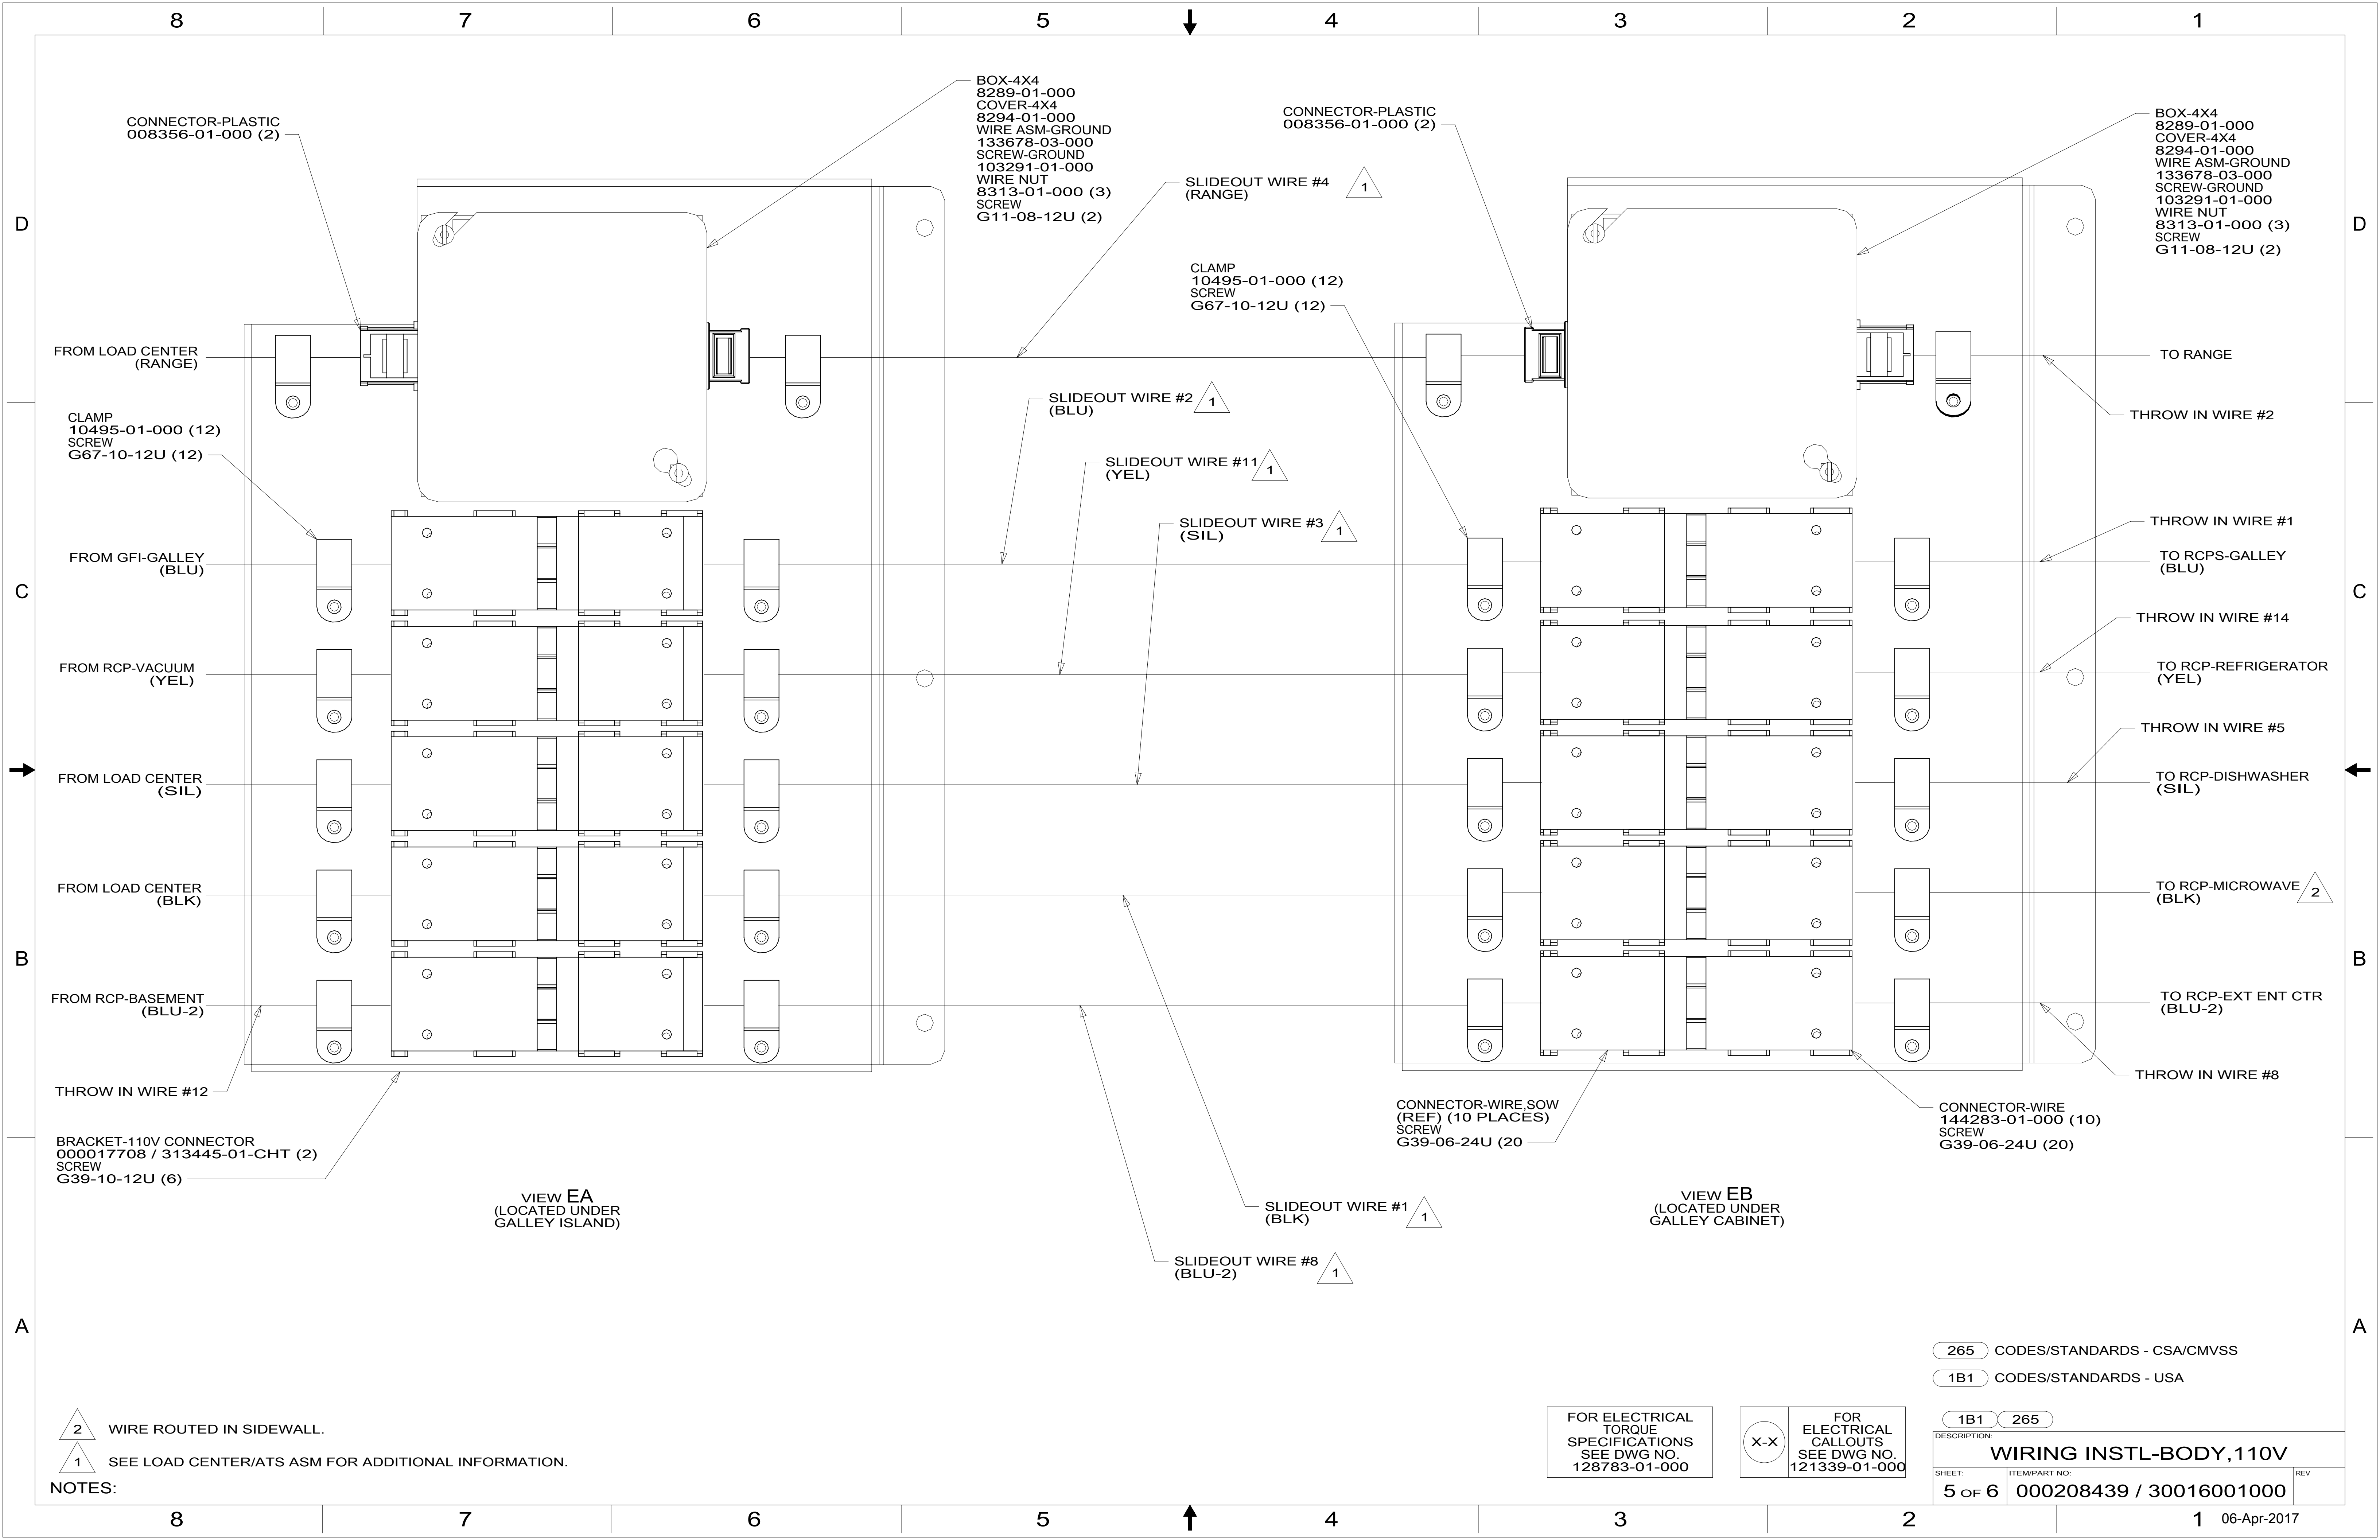 8 7 6 5 4 3 2 1
CONNECTOR-PLASTIC
008356-01-000 (2)
BOX-4X4
8289-01-000
COVER-4X4
8294-01-000
WIRE ASM-GROUND
133678-03-000
SCREW-GROUND
103291-01-000
WIRE NUT
8313-01-000 (3)
SCREW
G11-08-12U (2)
SLIDEOUT WIRE #4
(RANGE)
1
CONNECTOR-PLASTIC
008356-01-000 (2)
BOX-4X4
8289-01-000
COVER-4X4
8294-01-000
WIRE ASM-GROUND
133678-03-000
SCREW-GROUND
103291-01-000
WIRE NUT
8313-01-000 (3)
SCREW
G11-08-12U (2)
D
D
CLAMP
10495-01-000 (12)
SCREW
G67-10-12U (12)
FROM LOAD CENTER
(RANGE)
TO RANGE
CLAMP
10495-01-000 (12)
SCREW
G67-10-12U (12)
SLIDEOUT WIRE #2
(BLU)
1
THROW IN WIRE #2
SLIDEOUT WIRE #11
(YEL)
1
SLIDEOUT WIRE #3
(SIL)
1
THROW IN WIRE #1
FROM GFI-GALLEY
(BLU)
TO RCPS-GALLEY
(BLU)
C
C
THROW IN WIRE #14
FROM RCP-VACUUM
(YEL)
TO RCP-REFRIGERATOR
(YEL)
THROW IN WIRE #5
FROM LOAD CENTER
(SIL)
TO RCP-DISHWASHER
(SIL)
FROM LOAD CENTER
(BLK)
TO RCP-MICROWAVE
(BLK)
2
B
B
FROM RCP-BASEMENT
(BLU-2)
TO RCP-EXT ENT CTR
(BLU-2)
THROW IN WIRE #12
THROW IN WIRE #8
BRACKET-110V CONNECTOR
000017708 / 313445-01-CHT (2)
SCREW
G39-10-12U (6)
CONNECTOR-WIRE,SOW
(REF) (10 PLACES)
SCREW
G39-06-24U (20
CONNECTOR-WIRE
144283-01-000 (10)
SCREW
G39-06-24U (20)
VIEW EA
(LOCATED UNDER
GALLEY ISLAND)
SLIDEOUT WIRE #1
(BLK)
1
VIEW EB
(LOCATED UNDER
GALLEY CABINET)
SLIDEOUT WIRE #8
(BLU-2)
1
A
A
265 CODES/STANDARDS - CSA/CMVSS
1B1 CODES/STANDARDS - USA
2 WIRE ROUTED IN SIDEWALL.
1 SEE LOAD CENTER/ATS ASM FOR ADDITIONAL INFORMATION.
NOTES:
FOR ELECTRICAL
TORQUE
SPECIFICATIONS
SEE DWG NO.
128783-01-000
X-X
FOR
ELECTRICAL
CALLOUTS
SEE DWG NO.
121339-01-000
1B1 265
DESCRIPTION:
WIRING INSTL-BODY,110V
SHEET:
5 OF 6
ITEM/PART NO:
000208439 / 30016001000
REV
8 7 6 5 4 3 2 1
06-Apr-2017